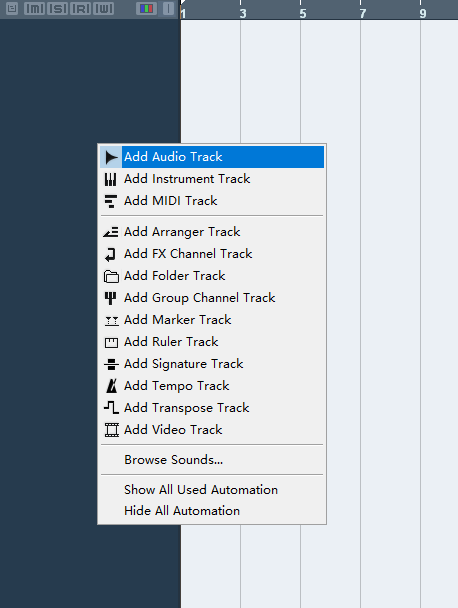 M S R W
1 3 5 7 9
Add Audio Track
Add Instrument Track
Add MIDI Track
Add Arranger Track
Add FX Channel Track
Add Folder Track
Add Group Channel Track
Add Marker Track
Add Ruler Track
Add Signature Track
Add Tempo Track
Add Transpose Track
Add Video Track
Browse Sounds...
Show All Used Automation
Hide All Automation